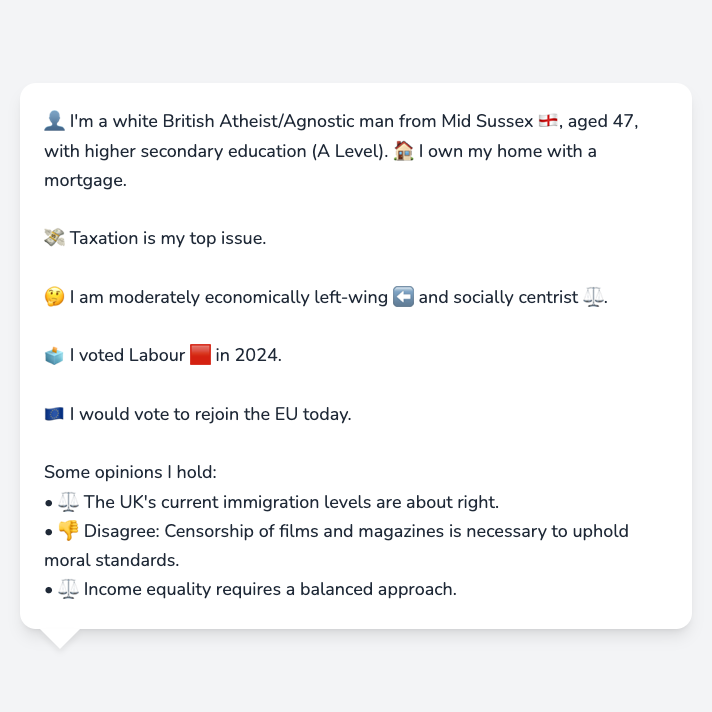 👤 I'm a white British Atheist/Agnostic man from Mid Sussex 🏴󠁧󠁢󠁥󠁮󠁧󠁿, aged 47,
with higher secondary education (A Level). 🏠 I own my home with a
mortgage.
💸 Taxation is my top issue.
🤔 I am moderately economically left-wing ⬅️ and socially centrist ⚖️.
🗳️ I voted Labour 🟥 in 2024.
🇪🇺 I would vote to rejoin the EU today.
Some opinions I hold:
• ⚖️ The UK's current immigration levels are about right.
• 👎 Disagree: Censorship of films and magazines is necessary to uphold
moral standards.
• ⚖️ Income equality requires a balanced approach.